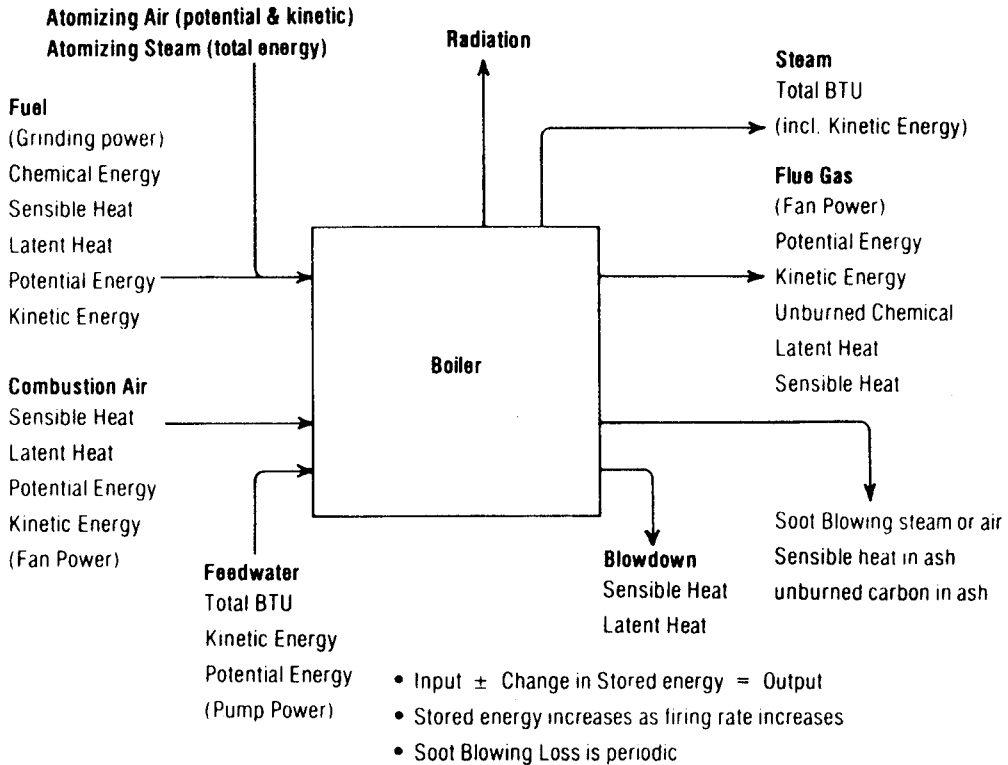 Atomizing Air (potential & kinetic)
Atomizing Steam (total energy)
Radiation
Steam
Total BTU
(incl. Kinetic Energy)
Fuel
(Grinding power)
Chemical Energy
Sensible Heat
Latent Heat
Potential Energy
Kinetic Energy
Flue Gas
(Fan Power)
Potential Energy
Kinetic Energy
Unburned Chemical
Latent Heat
Sensible Heat
Boiler
Combustion Air
Sensible Heat
Latent Heat
Potential Energy
Kinetic Energy
(Fan Power)
Soot Blowing steam or air
Sensible heat in ash
unburned carbon in ash
Feedwater
Total BTU
Kinetic Energy
Potential Energy
(Pump Power)
Blowdown
Sensible Heat
Latent Heat
• Input ± Change in Stored energy = Output
• Stored energy increases as firing rate increases
• Soot Blowing Loss is periodic